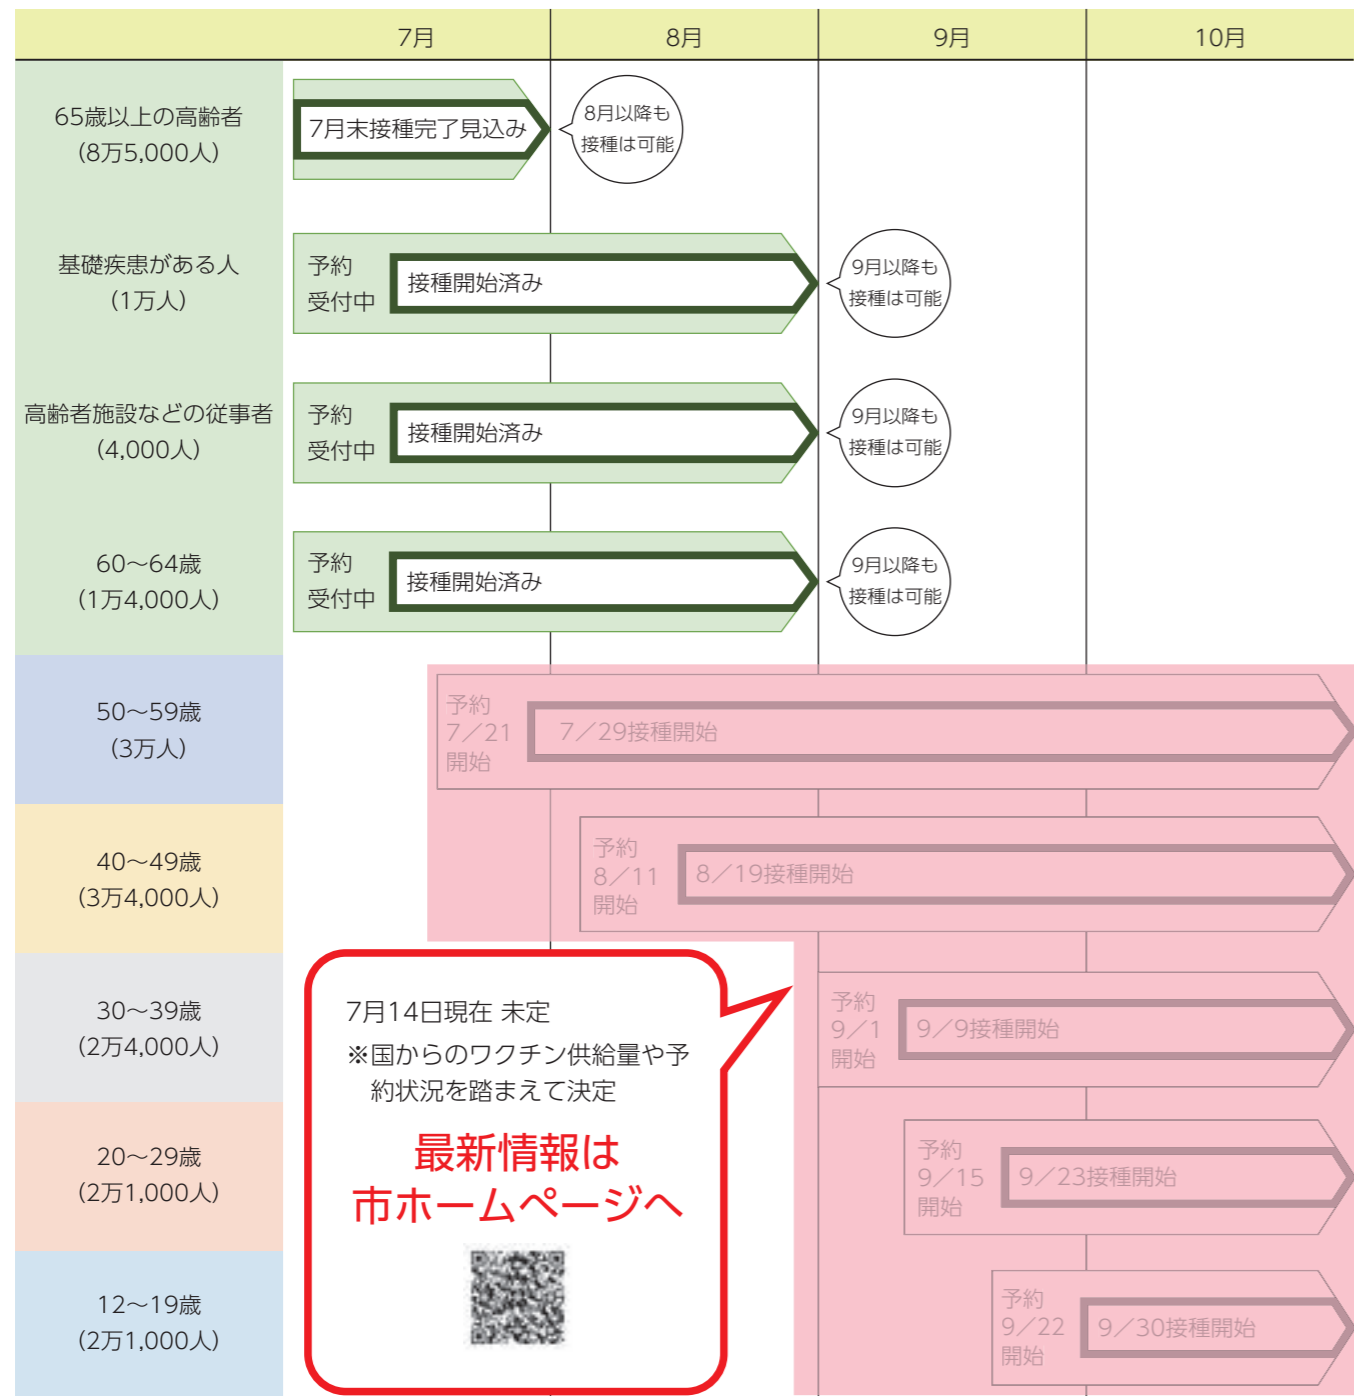 7月
8月
9月
10月
65歳以上の高齢者
(8万5,000人)
7月末接種完了見込み
8月以降も
接種は可能
基礎疾患がある人
(1万人)
予約
受付中
接種開始済み
9月以降も
接種は可能
高齢者施設などの従事者
(4,000人)
予約
受付中
接種開始済み
9月以降も
接種は可能
60〜64歳
(1万4,000人)
予約
受付中
接種開始済み
9月以降も
接種は可能
50〜59歳
(3万人)
予約
7／21
開始
7／29接種開始
40〜49歳
(3万4,000人)
予約
8／11
開始
8／19接種開始
30〜39歳
(2万4,000人)
予約
9／1
開始
9／9接種開始
20〜29歳
(2万1,000人)
予約
9／15
開始
9／23接種開始
12〜19歳
(2万1,000人)
予約
9／22
開始
9／30接種開始
7月14日現在 未定
※国からのワクチン供給量や予
約状況を踏まえて決定
最新情報は
市ホームページへ